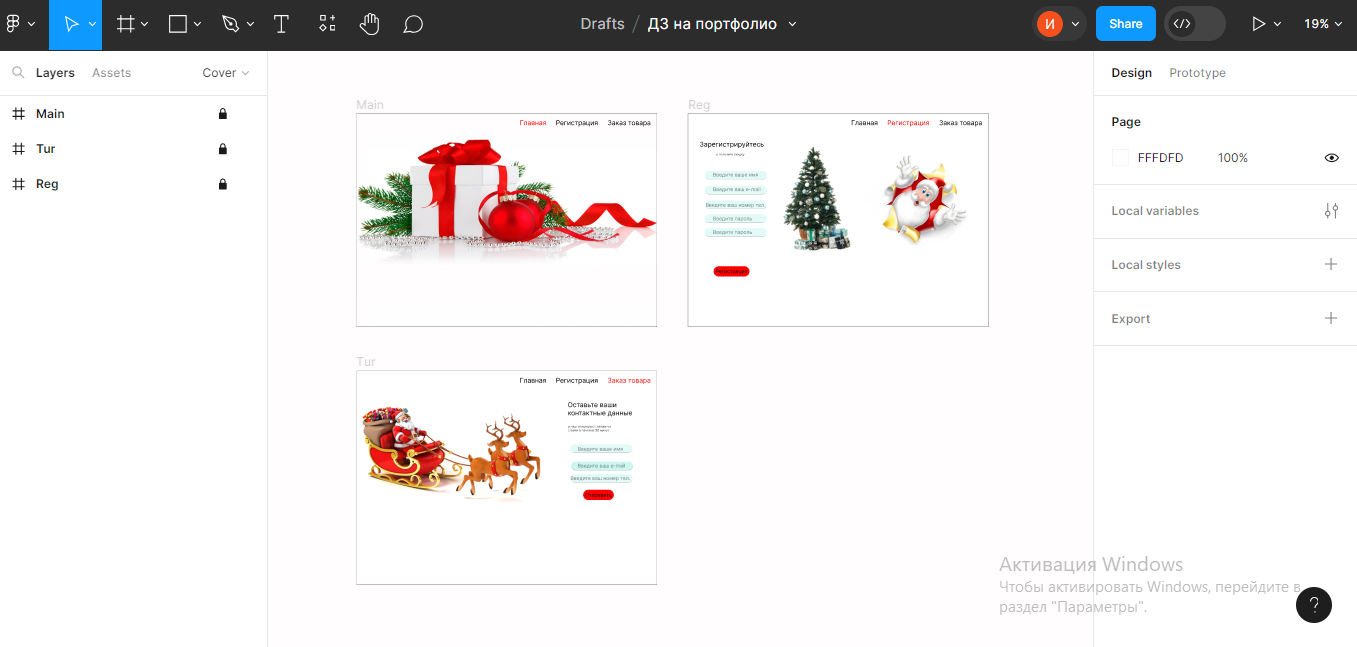 Drafts / ДЗ на портфолио
И
Share
19%
Layers
Assets
Cover
Main
Tur
Reg
Main
Главная Регистрация Заказ товара
Reg
Главная Регистрация Заказ товара
Зарегистрируйтесь
Введите ваше имя
Введите ваш e-mail
Введите ваш номер тел.
Введите пароль
Введите пароль
Регистрация
Tur
Главная Регистрация Заказ товара
Оставьте ваши
контактные данные
Введите ваше имя
Введите ваш e-mail
Введите ваш номер тел.
Отправить
Design
Prototype
Page
FFFDFD
100%
Local variables
Local styles
Export
Активация Windows
Чтобы активировать Windows, перейдите в
раздел "Параметры".
?